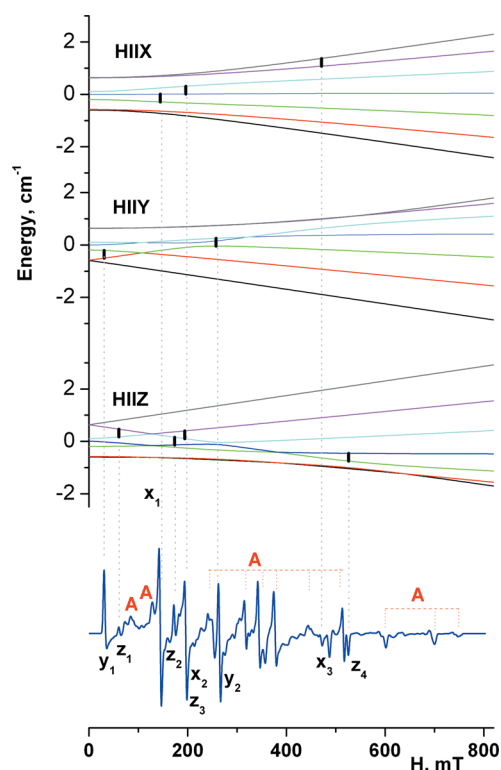 HIIX
2
0
-2
HIIY
2
0
-2
Energy, cm-1
HIIZ
2
0
-2
x1
A
A
A
A
y1
z1
z2
x2
z3
y2
x3
z4
0
200
400
600
800
H, mT